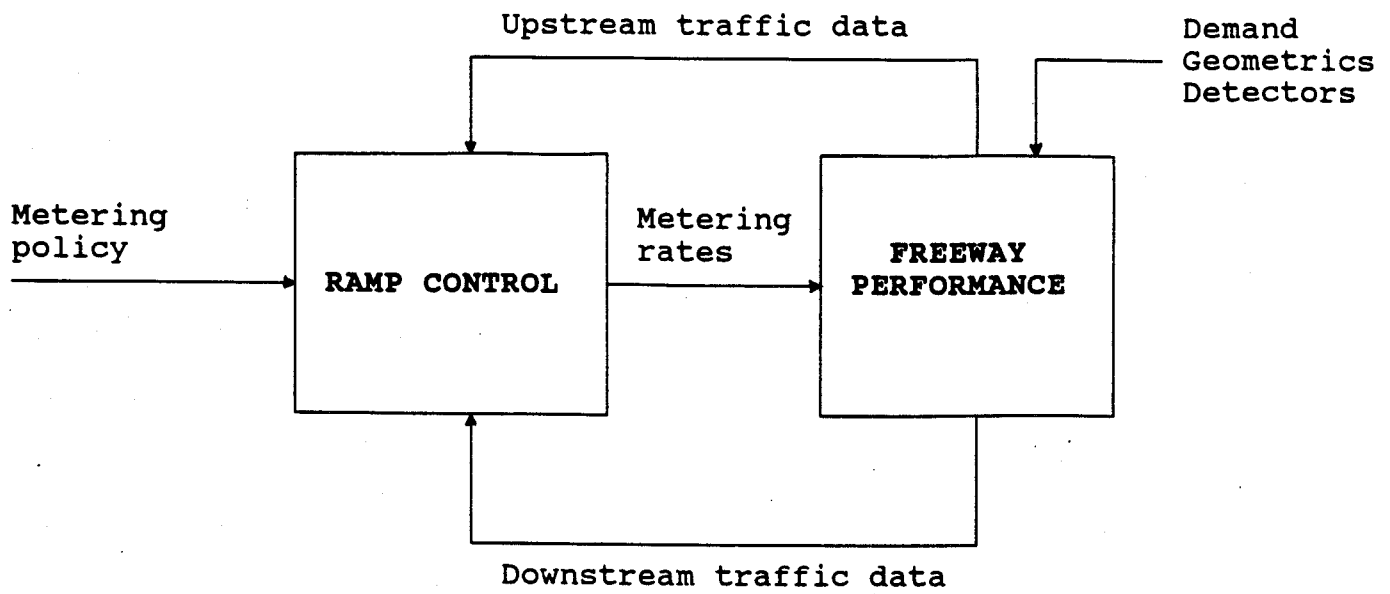 Upstream traffic data
Demand
Geometrics
Detectors
Metering
policy
RAMP CONTROL
Metering
rates
FREEWAY
PERFORMANCE
Downstream traffic data